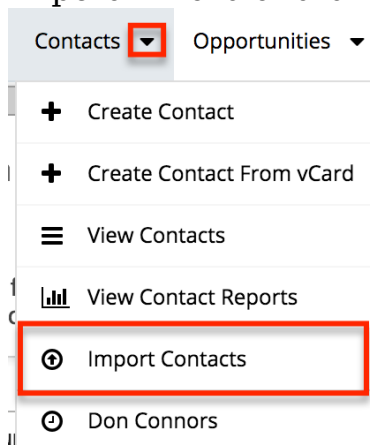 Contacts Opportunities
Create Contact
Create Contact From vCard
View Contacts
View Contact Reports
Import Contacts
Don Connors